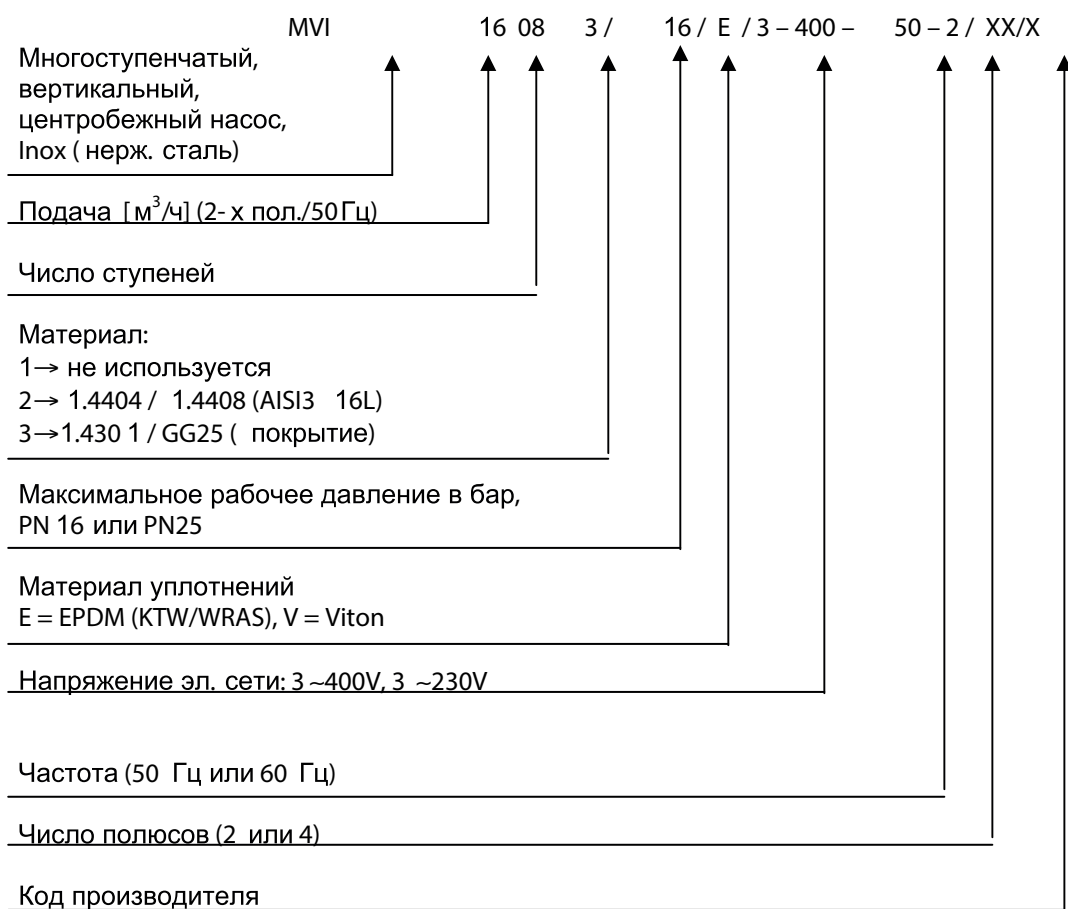 MVI 16 08 3 / 16 / E / 3 – 400 – 50 – 2 / XX/X
Многоступенчатый,
вертикальный,
центробежный насос,
Inox ( нерж. сталь)
Подача [ м³/ч] (2- х пол./50 Гц)
Число ступеней
Материал:
1→ не используется
2→ 1.4404 / 1.4408 (AISI3 16L)
3→1.430 1 / GG25 ( покрытие)
Максимальное рабочее давление в бар,
PN 16 или PN25
Материал уплотнений
E = EPDM (KTW/WRAS), V = Viton
Напряжение эл. сети: 3 ~400V, 3 ~230V
Частота (50 Гц или 60 Гц)
Число полюсов (2 или 4)
Код производителя